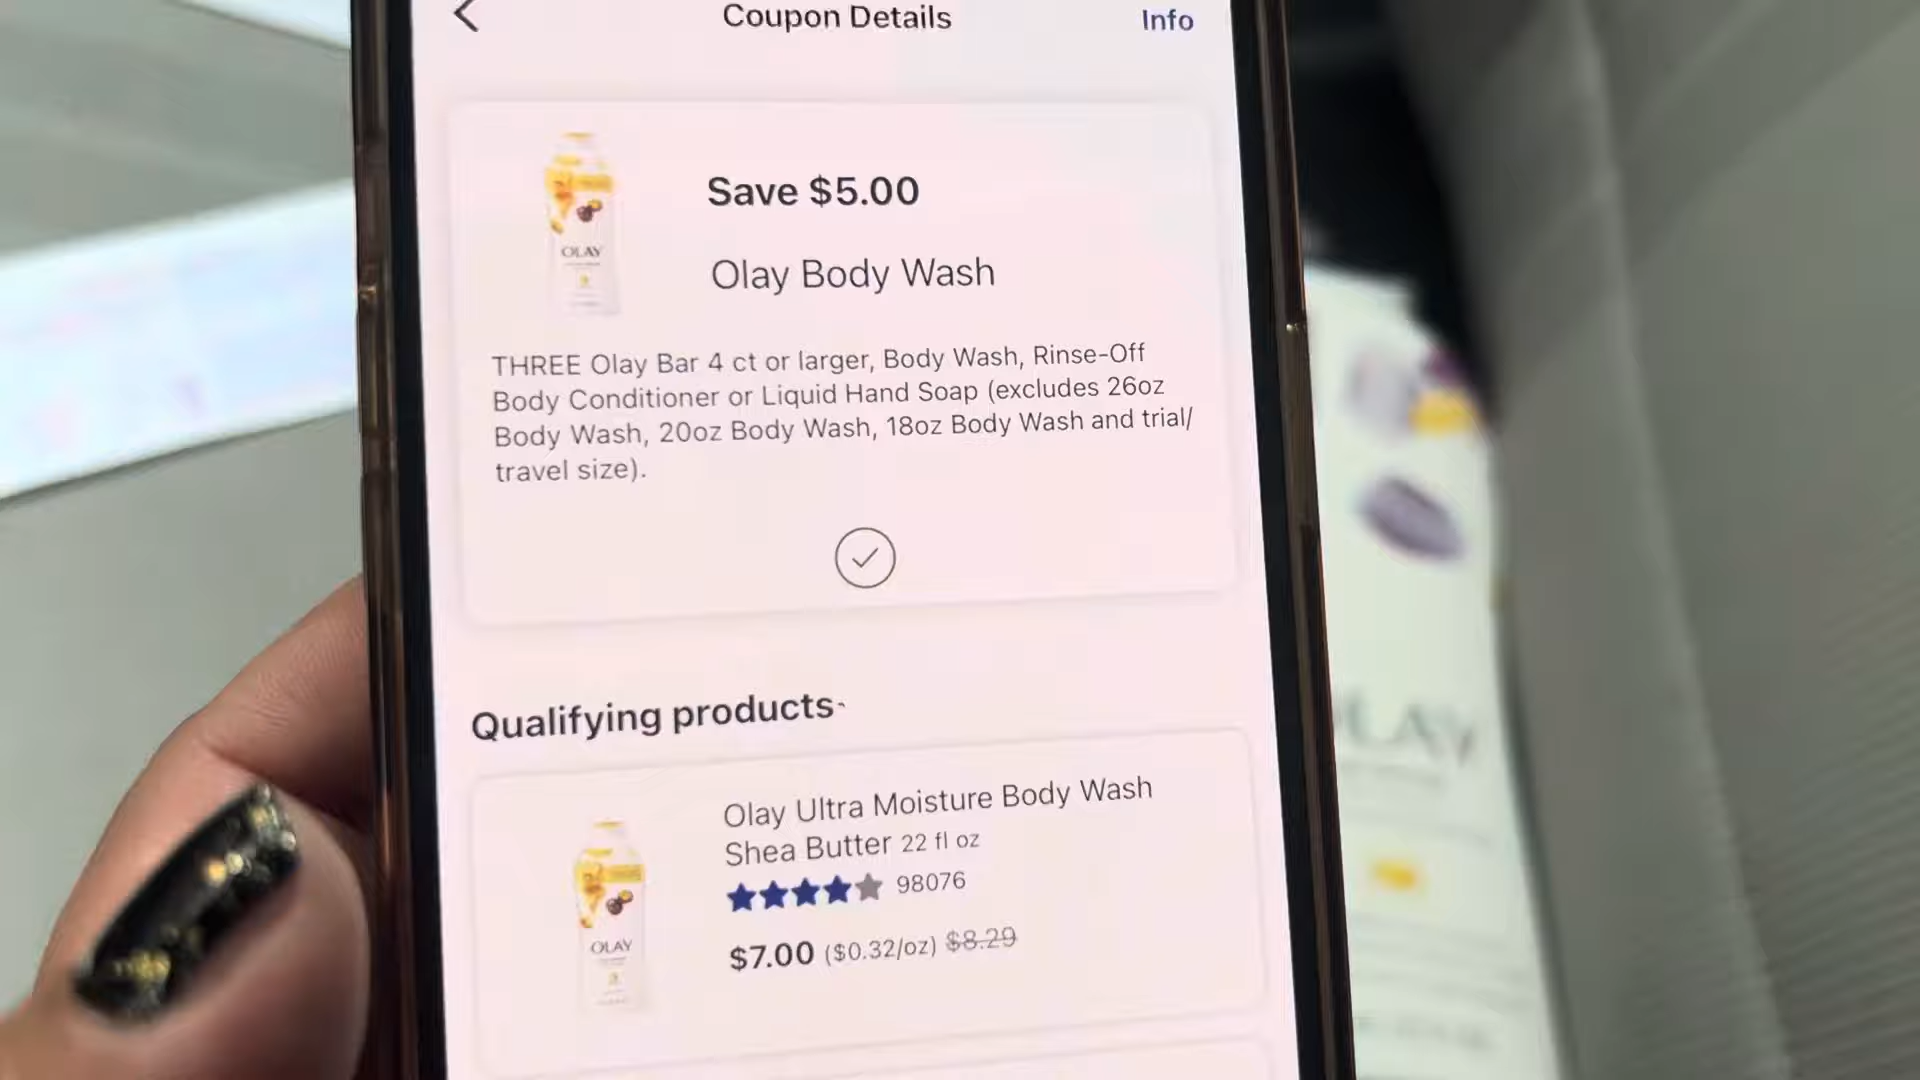 Coupon Details
Info
Save $5.00
OLAY
Olay Body Wash
THREE Olay Bar 4 ct or larger, Body Wash, Rinse-Off
Body Conditioner or Liquid Hand Soap (excludes 26oz
Body Wash, 20oz Body Wash, 18oz Body Wash and trial/
travel size).
Qualifying products
Olay Ultra Moisture Body Wash
Shea Butter 22 fl oz
98076
$7.00 ($0.32/oz) $8.29
OLAY
OLAY